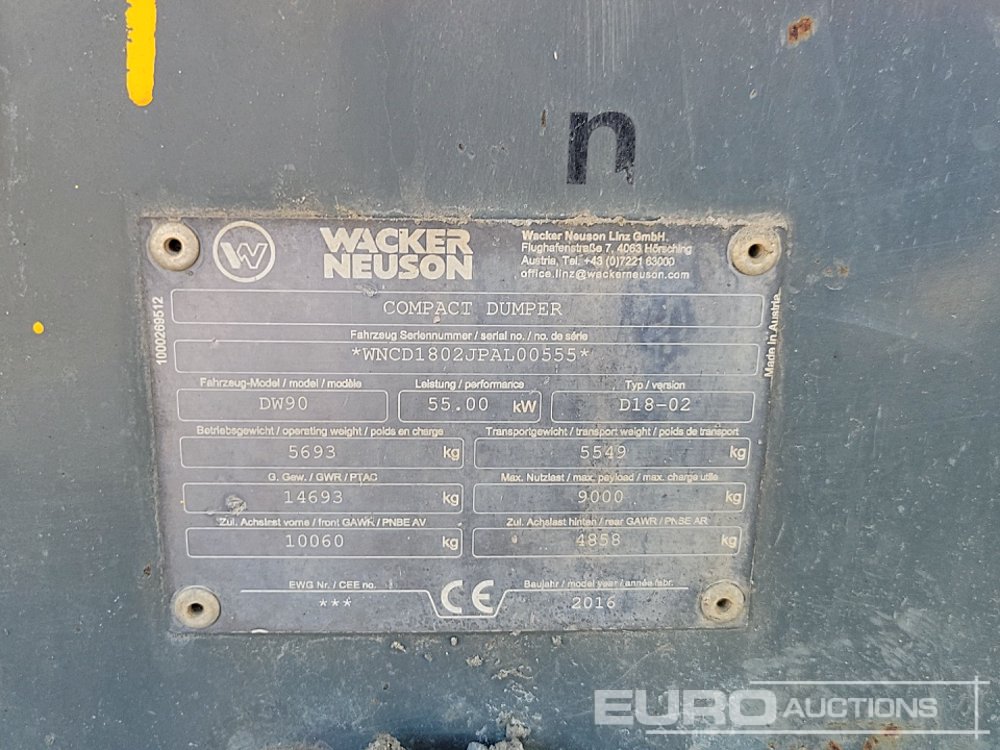 n
W
WACKER
NEUSON
Wacker Neuson Linz GmbH.
Flughafenstraße 7, 4063 Hörsching
Austria, Tel. +43 (0)7221 63000
office.linz@wackerneuson.com
1000269512
Made in Austria
COMPACT DUMPER
Fahrzeug Seriennummer / serial no. / no. de série
*WNCD1802JPAL00555*
Fahrzeug-Model / model / modèle Leistung / performance Typ / version
DW90 55.00 kW D18-02
Betriebsgewicht / operating weight / poids en charge Transportgewicht / transport weight / poids de transport
5693 kg 5549 kg
G. Gew. / GWR / PTAC Max. Nutzlast / max. payload / max. charge utile
14693 kg 9000 kg
Zul. Achslast vorne / front GAWR / PNBE AV Zul. Achslast hinten / rear GAWR / PNBE AR
10060 kg 4858 kg
EWG Nr. / CEE no. CE Baujahr / model year / année fabr.
*** 2016
EURO AUCTIONS